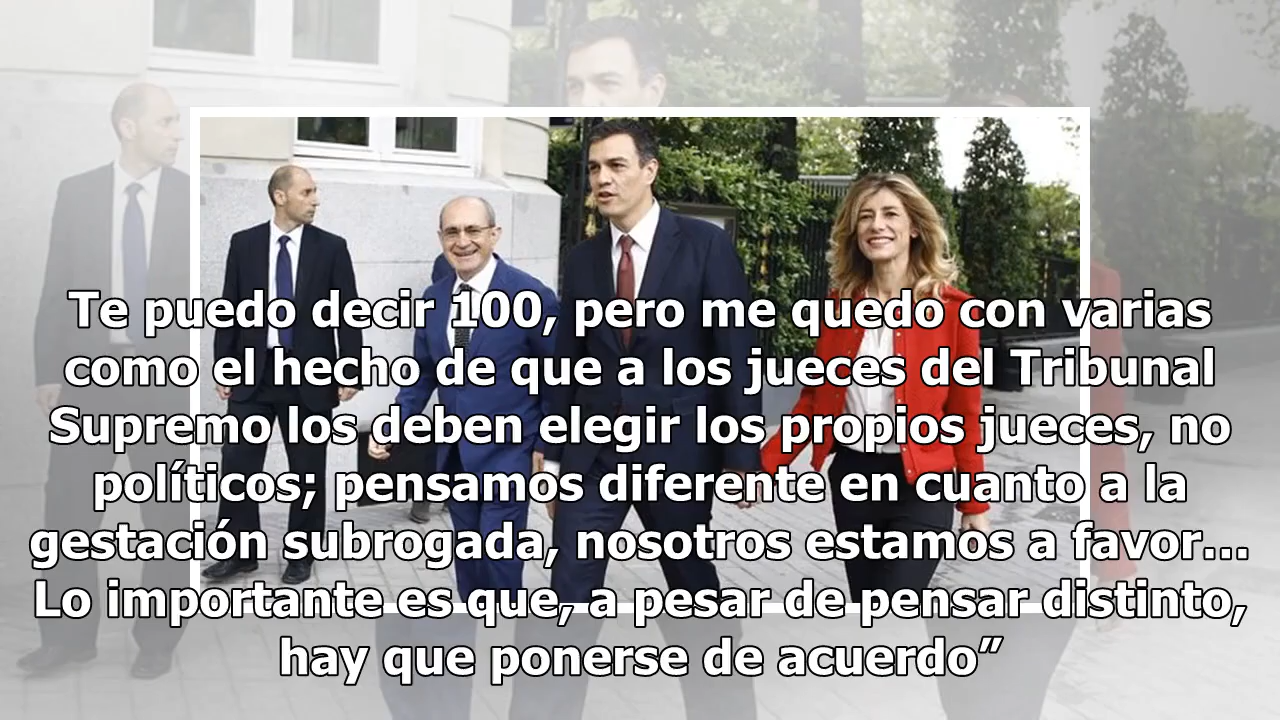 Te puedo decir 100, pero me quedo con varias
como el hecho de que a los jueces del Tribunal
Supremo los deben elegir los propios jueces, no
políticos; pensamos diferente en cuanto a la
gestación subrogada, nosotros estamos a favor...
Lo importante es que, a pesar de pensar distinto,
hay que ponerse de acuerdo”